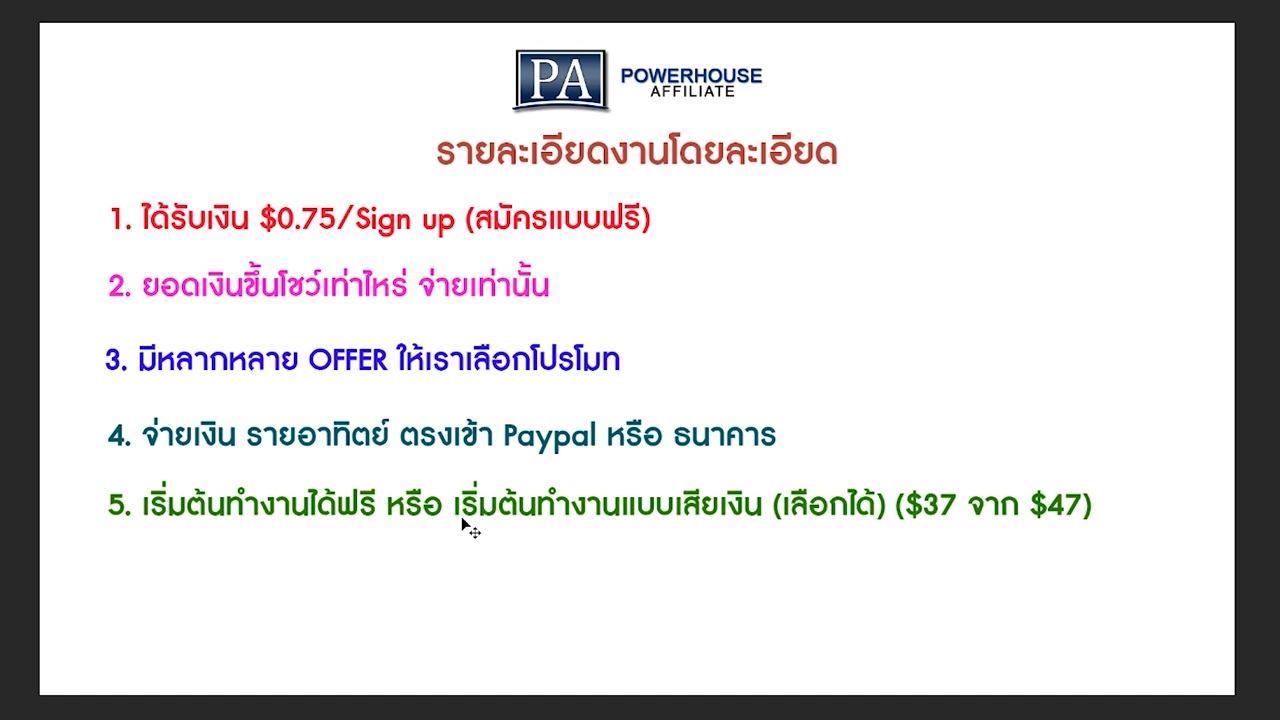 PA POWERHOUSE
AFFILIATE
รายละเอียดงานโดยละเอียด
1. ได้รับเงิน $0.75/Sign up (สมัครแบบฟรี)
2. ยอดเงินขึ้นโชว์เท่าไหร่ จ่ายเท่านั้น
3. มีหลากหลาย OFFER ให้เราเลือกโปรโมท
4. จ่ายเงิน รายอาทิตย์ ตรงเข้า Paypal หรือ ธนาคาร
5. เริ่มต้นทำงานได้ฟรี หรือ เริ่มต้นทำงานแบบเสียเงิน (เลือกได้) ($37 จาก $47)